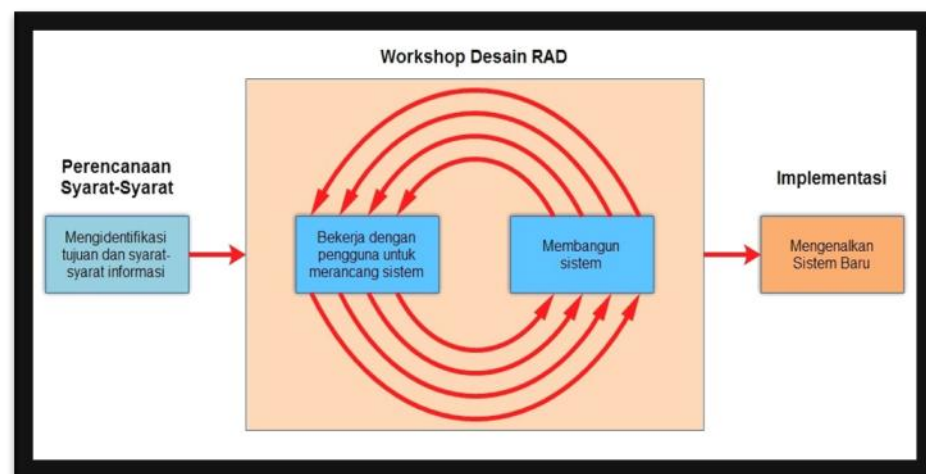 Workshop Desain RAD
Perencanaan
Syarat-Syarat
Mengidentifikasi
tujuan dan syarat-
syarat informasi
Bekerja dengan
pengguna untuk
merancang sistem
Membangun
sistem
Implementasi
Mengenalkan
Sistem Baru